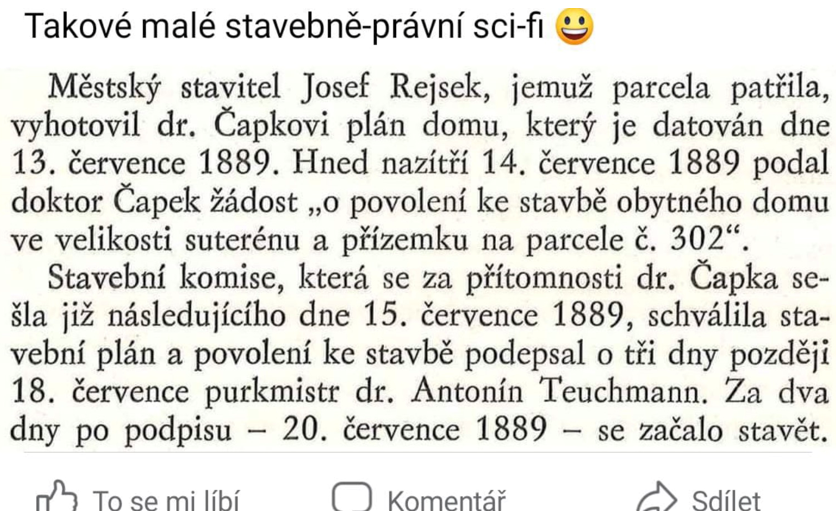 Takové malé stavebně-právní sci-fi 😃
Městský stavitel Josef Rejsek, jemuž parcela patřila,
vyhotovil dr. Čapkovi plán domu, který je datován dne
13. července 1889. Hned nazítří 14. července 1889 podal
doktor Čapek žádost „o povolení ke stavbě obytného domu
ve velikosti suterénu a přízemku na parcele č. 302“.
Stavební komise, která se za přítomnosti dr. Čapka se-
šla již následujícího dne 15. července 1889, schválila sta-
vební plán a povolení ke stavbě podepsal o tři dny později
18. července purkmistr dr. Antonín Teuchmann. Za dva
dny po podpisu – 20. července 1889 – se začalo stavět.
To se mi líbí Komentář Sdílet